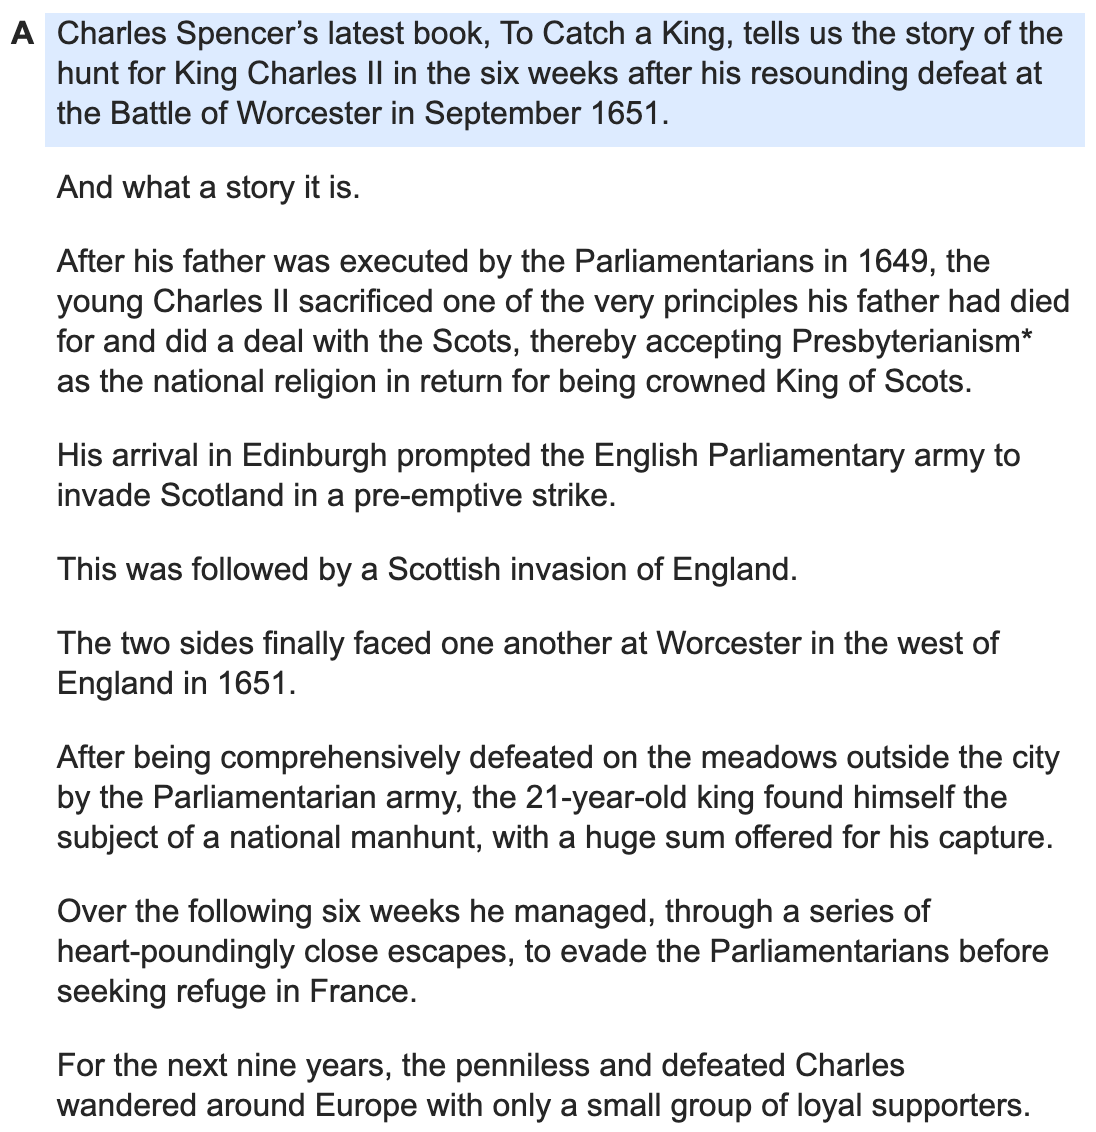 A Charles Spencer’s latest book, To Catch a King, tells us the story of the
hunt for King Charles II in the six weeks after his resounding defeat at
the Battle of Worcester in September 1651.
And what a story it is.
After his father was executed by the Parliamentarians in 1649, the
young Charles II sacrificed one of the very principles his father had died
for and did a deal with the Scots, thereby accepting Presbyterianism*
as the national religion in return for being crowned King of Scots.
His arrival in Edinburgh prompted the English Parliamentary army to
invade Scotland in a pre-emptive strike.
This was followed by a Scottish invasion of England.
The two sides finally faced one another at Worcester in the west of
England in 1651.
After being comprehensively defeated on the meadows outside the city
by the Parliamentarian army, the 21-year-old king found himself the
subject of a national manhunt, with a huge sum offered for his capture.
Over the following six weeks he managed, through a series of
heart-poundingly close escapes, to evade the Parliamentarians before
seeking refuge in France.
For the next nine years, the penniless and defeated Charles
wandered around Europe with only a small group of loyal supporters.